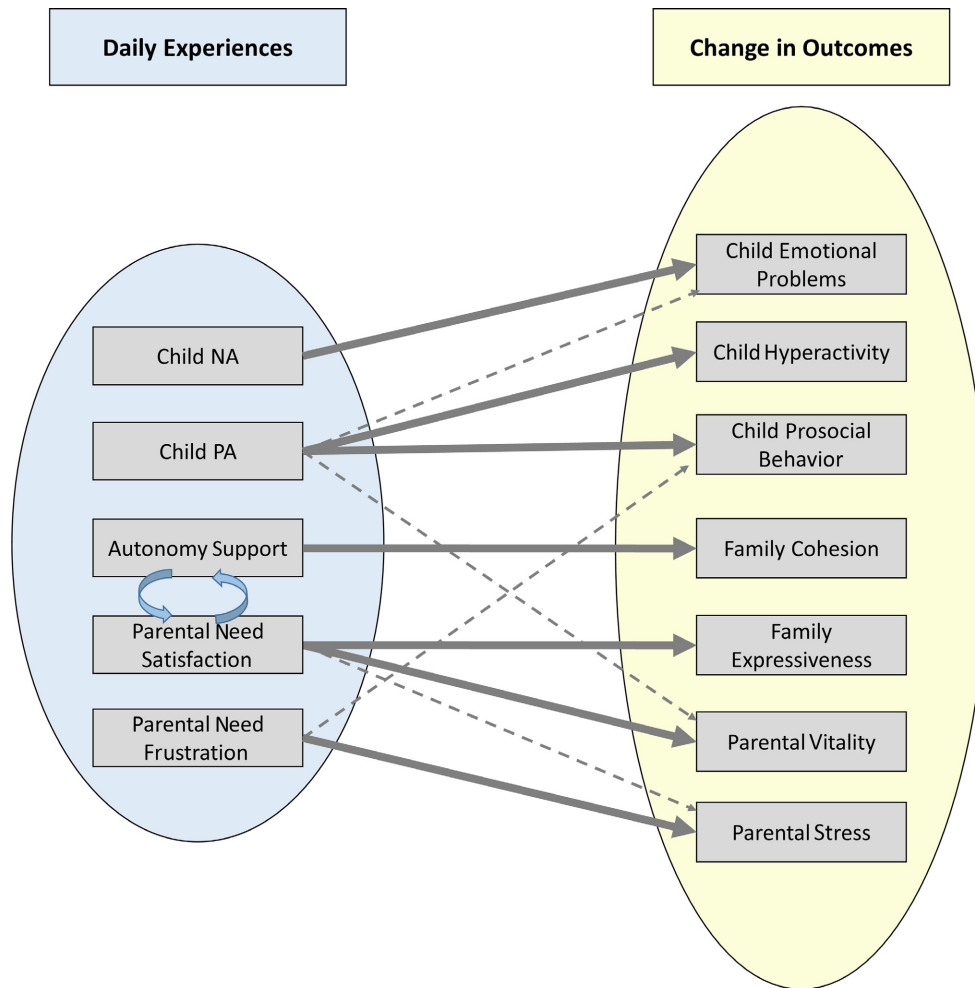 Daily Experiences
Change in Outcomes
Child NA
Child PA
Autonomy Support
Parental Need
Satisfaction
Parental Need
Frustration
Child Emotional
Problems
Child Hyperactivity
Child Prosocial
Behavior
Family Cohesion
Family
Expressiveness
Parental Vitality
Parental Stress